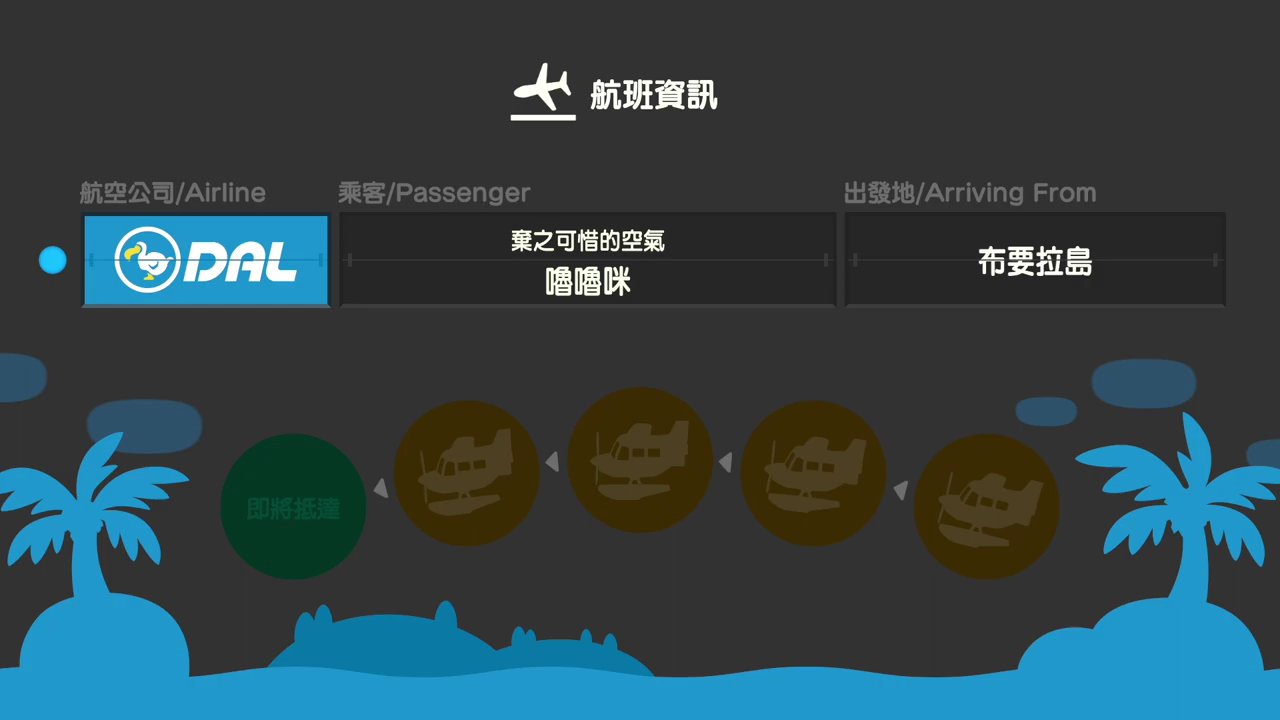 航班資訊
航空公司/Airline
乘客/Passenger
出發地/Arriving From
DAL
棄之可惜的空氣
嚕嚕咪
布要拉島
即將抵達